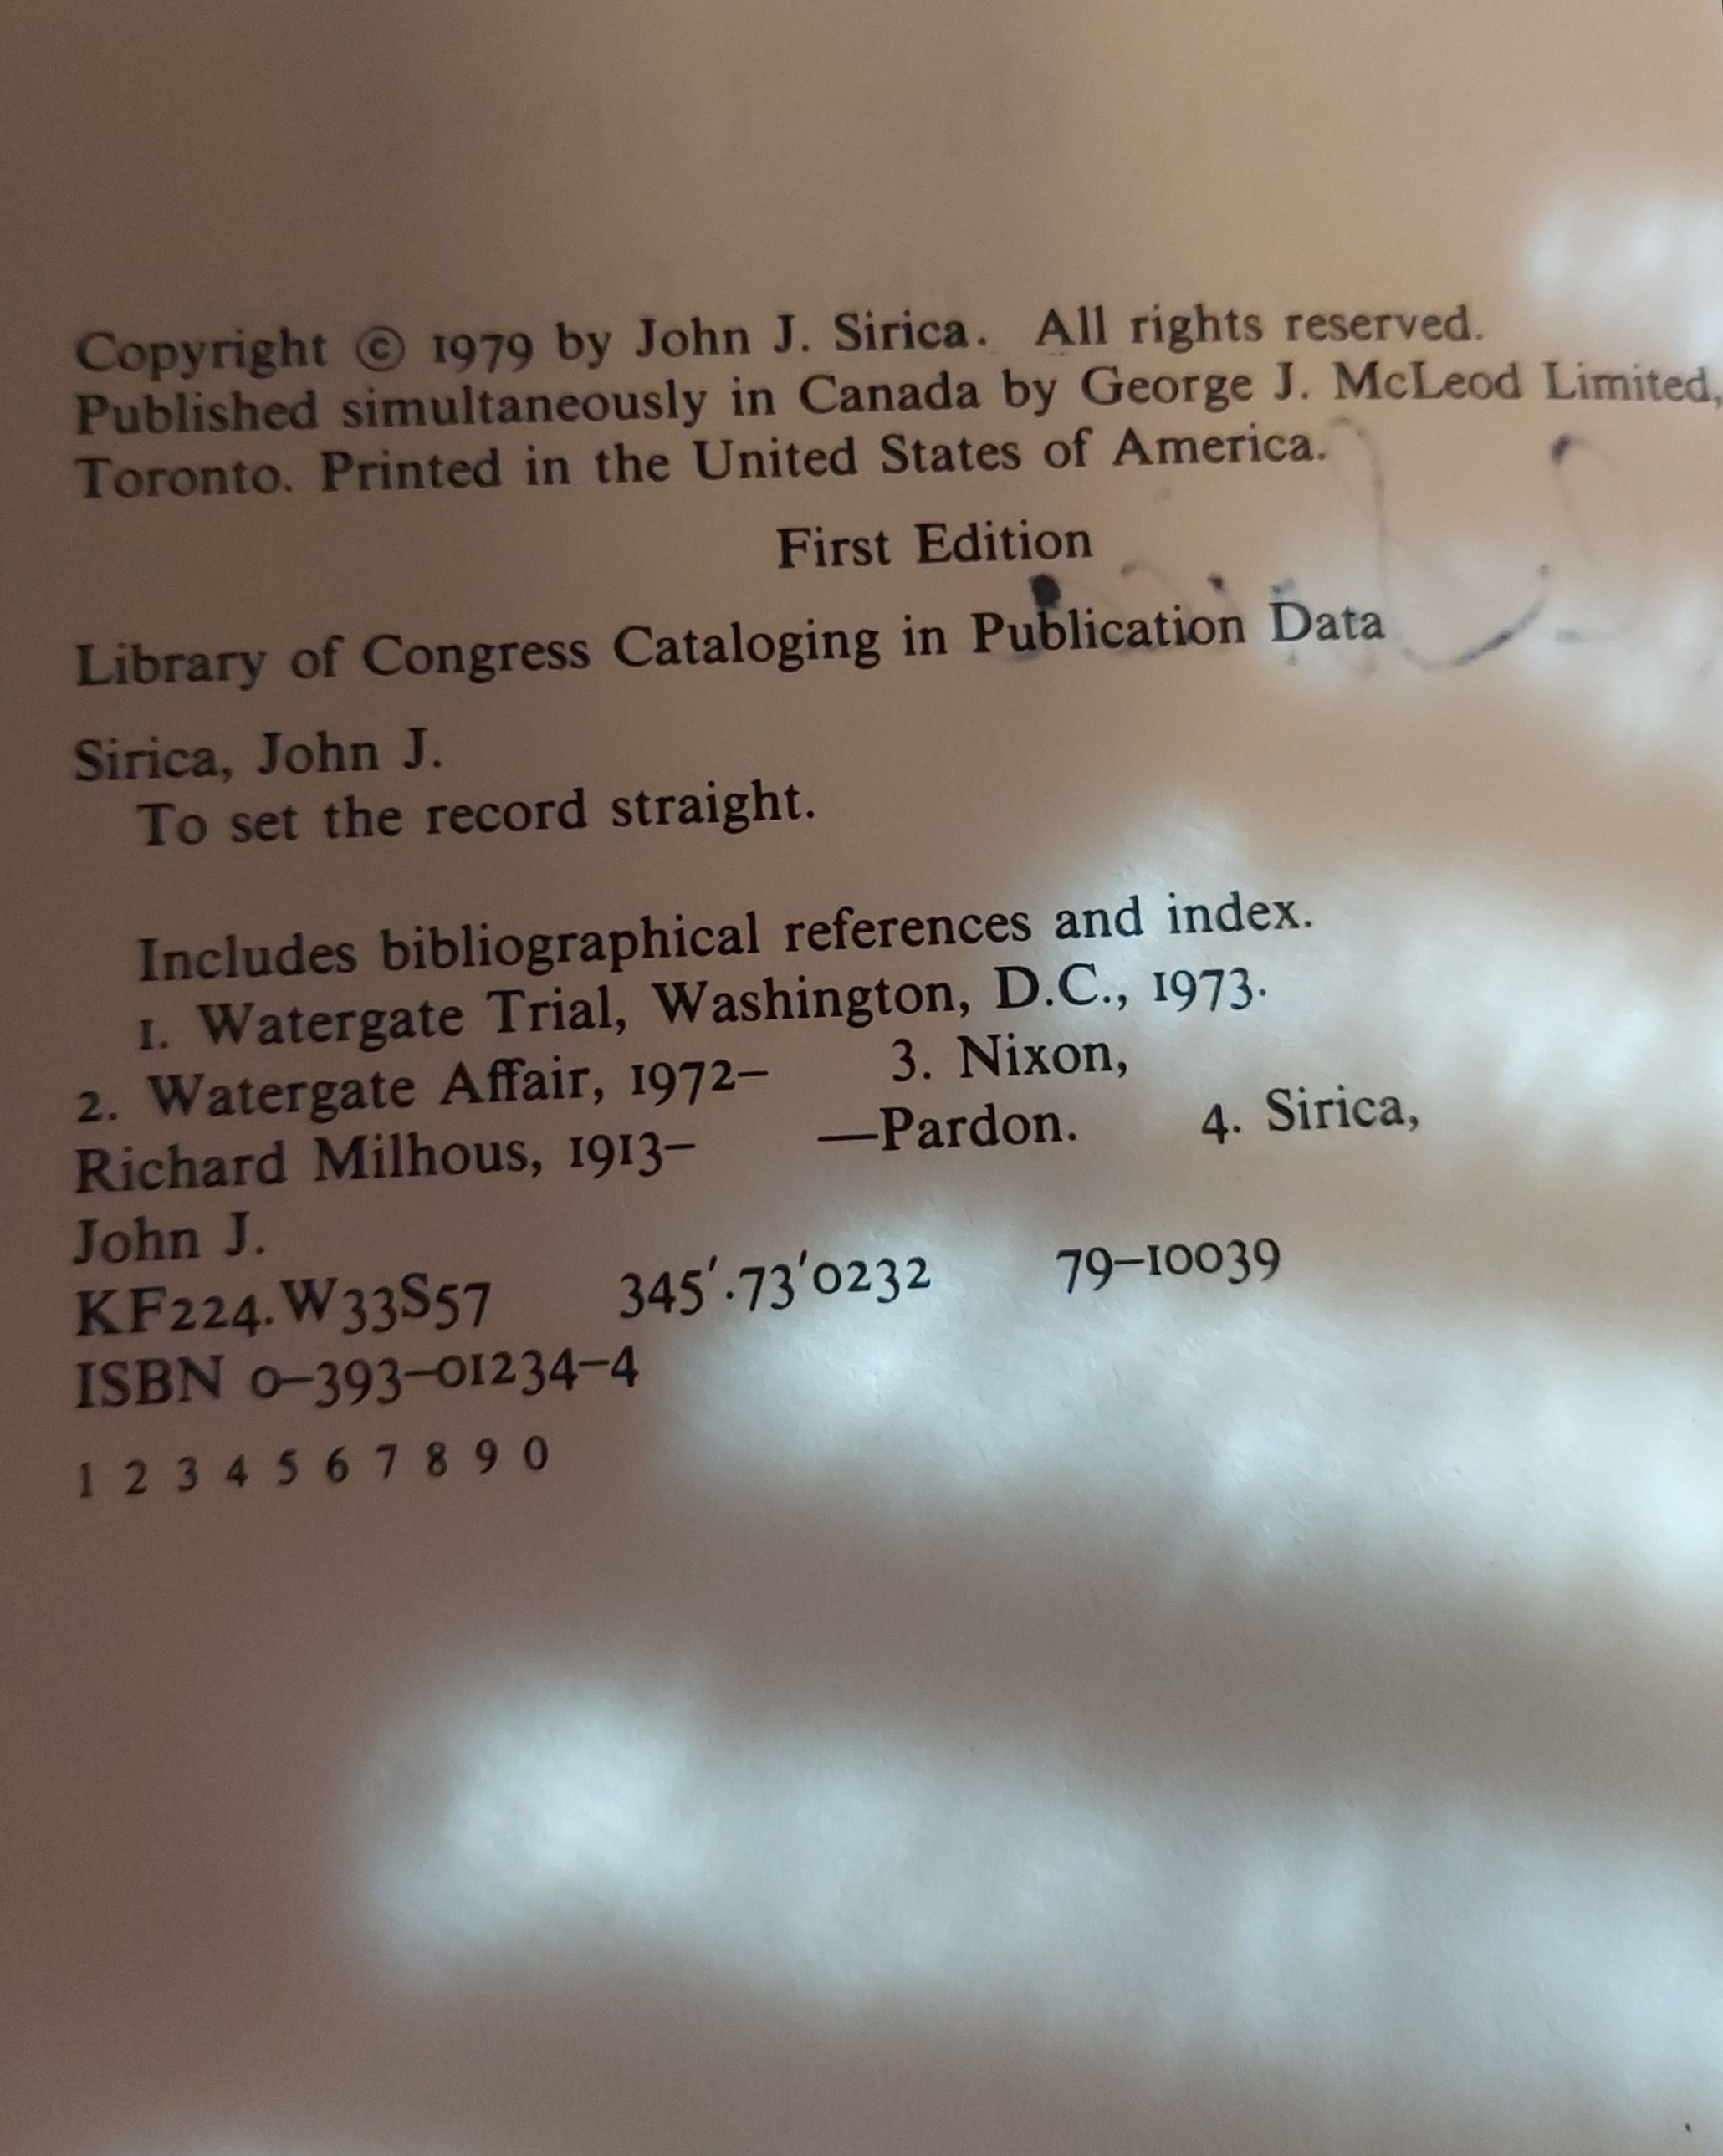 Copyright © 1979 by John J. Sirica. All rights reserved.
Published simultaneously in Canada by George J. McLeod Limited,
Toronto. Printed in the United States of America.
First Edition
Library of Congress Cataloging in Publication Data
Sirica, John J.
To set the record straight.
Includes bibliographical references and index.
1. Watergate Trial, Washington, D.C., 1973.
2. Watergate Affair, 1972– 3. Nixon,
Richard Milhous, 1913– —Pardon. 4. Sirica,
John J.
KF224.W33S57 345'.73'0232 79–10039
ISBN 0–393–01234–4
1 2 3 4 5 6 7 8 9 0